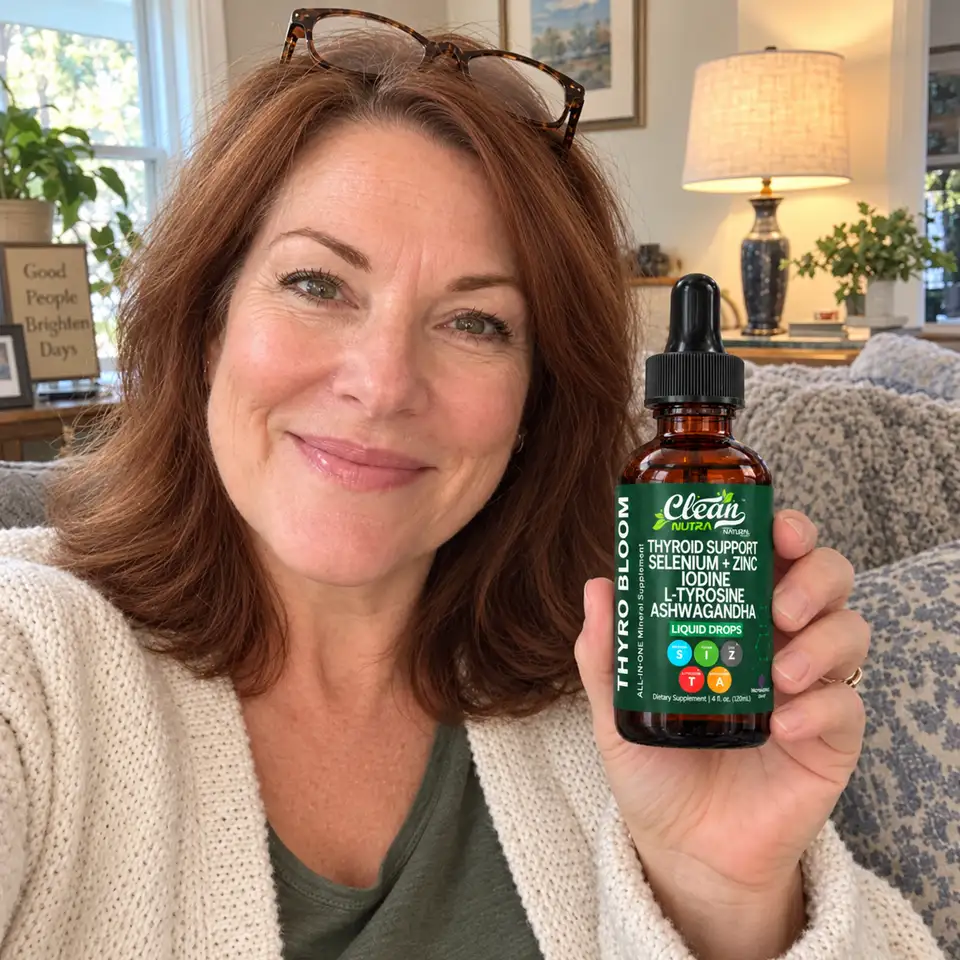 Good
People
Brighten
Days
Clean
NUTRA
NATURAL
THYRO BLOOM
ALL-IN-ONE Mineral Supplement
THYROID SUPPORT
SELENIUM + ZINC
IODINE
L-TYROSINE
ASHWAGANDHA
LIQUID DROPS
S I Z
T A
Dietary Supplement | 4 fl. oz. (120mL)